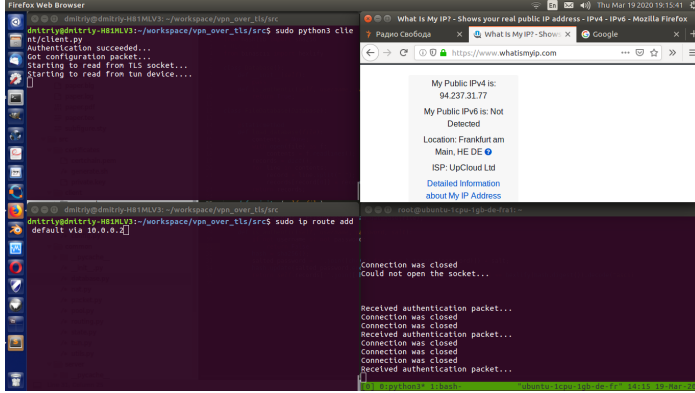 Firefox Web Browser
En
Thu Mar 19 2020 19:15:41
dmitriy@dmitriy-H81MLV3: ~/workspace/vpn_over_tls/src
dmitriy@dmitriy-H81MLV3:~/workspace/vpn_over_tls/src$ sudo python3 clie
nt/client.py
Authentication succeeded...
Got configuration packet...
Starting to read from TLS socket...
Starting to read from tun device....
What Is My IP? - Shows your real public IP address - IPv4 - IPv6 - Mozilla Firefox
Радио Свобода
What Is My IP? - Shows
Google
https://www.whatismyip.com
My Public IPv4 is:
94.237.31.77
My Public IPv6 is: Not
Detected
Location: Frankfurt am
Main, HE DE
ISP: UpCloud Ltd
Detailed Information
about My IP Address
dmitriy@dmitriy-H81MLV3: ~/workspace/vpn_over_tls/src
dmitriy@dmitriy-H81MLV3:~/workspace/vpn_over_tls/src$ sudo ip route add
default via 10.0.0.2
root@ubuntu-1cpu-1gb-de-fra1: ~
Connection was closed
Could not open the socket...
Received authentication packet...
Connection was closed
Connection was closed
Received authentication packet...
Connection was closed
Connection was closed
Connection was closed
Received authentication packet...
[0] 0:python3* 1:bash-
"ubuntu-1cpu-1gb-de-fr" 14:15 19-Mar-20